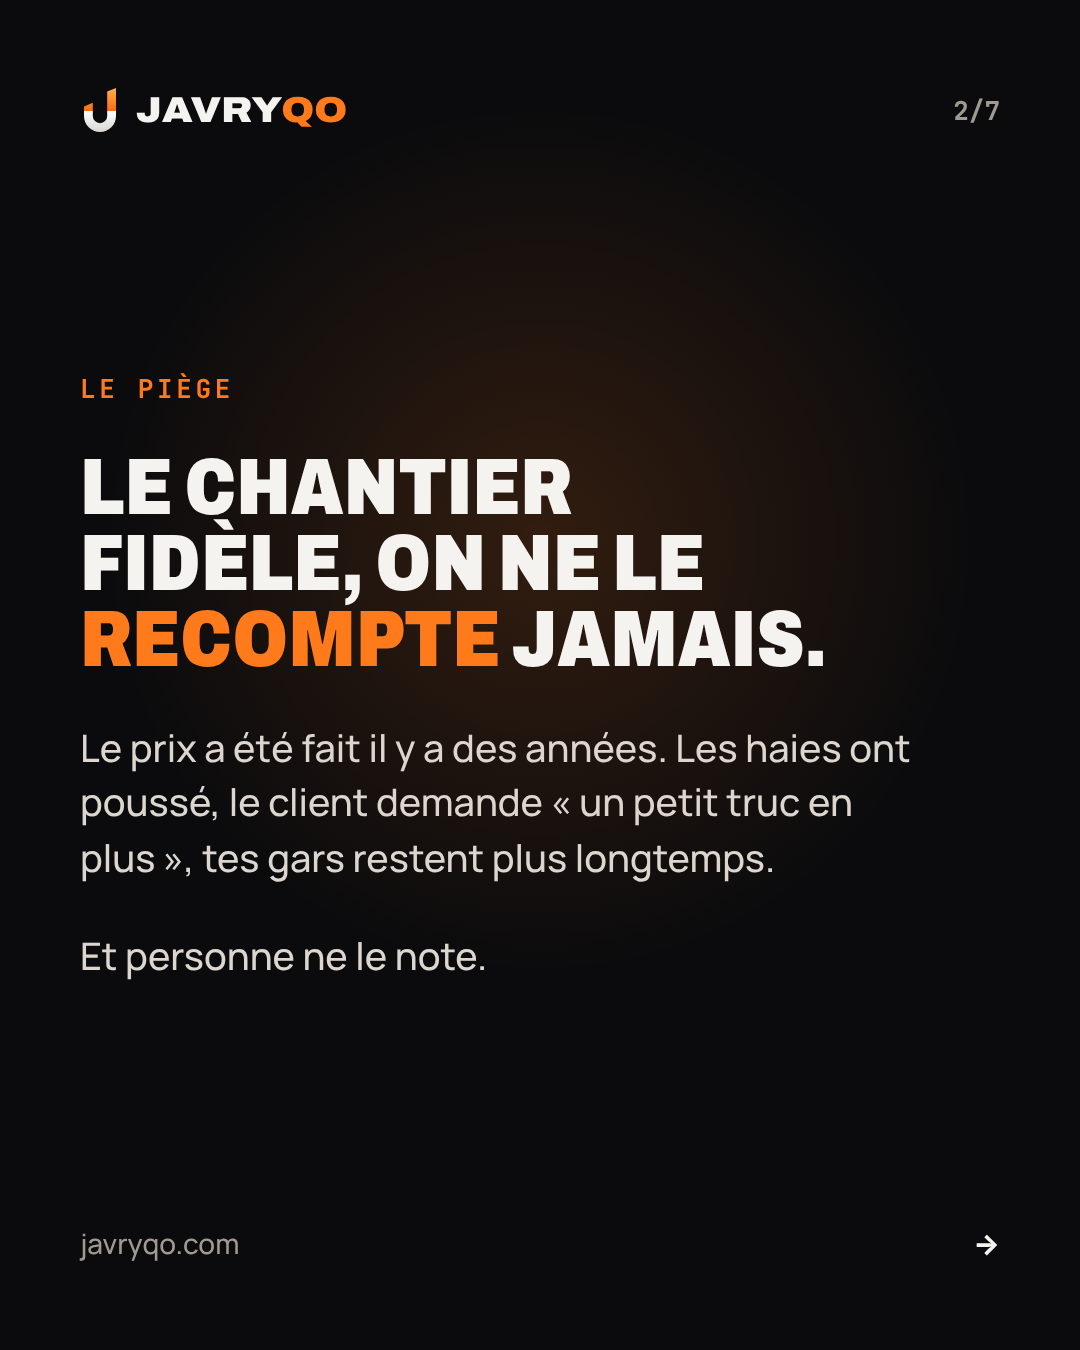 JAVRYQO
2/7
LE PIÈGE
LE CHANTIER
FIDÈLE, ON NE LE
RECOMPTE JAMAIS.
Le prix a été fait il y a des années. Les haies ont
poussé, le client demande « un petit truc en
plus », tes gars restent plus longtemps.
Et personne ne le note.
javryqo.com
→